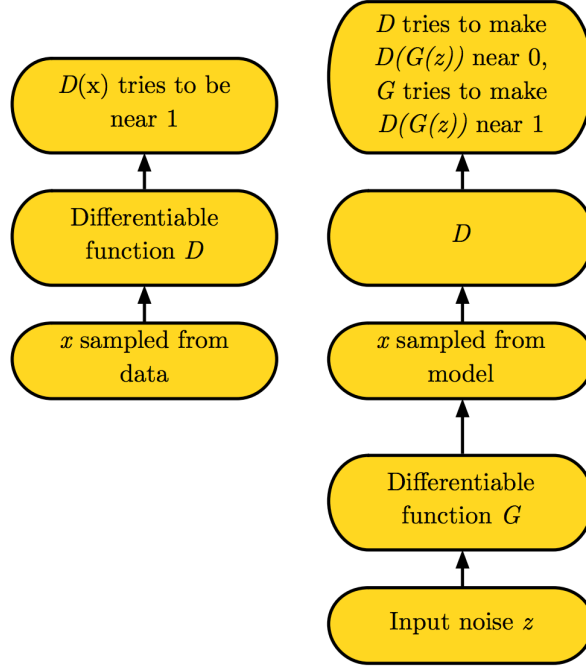 D(x) tries to be
near 1
Differentiable
function D
x sampled from
data
D tries to make
D(G(z)) near 0,
G tries to make
D(G(z)) near 1
D
x sampled from
model
Differentiable
function G
Input noise z